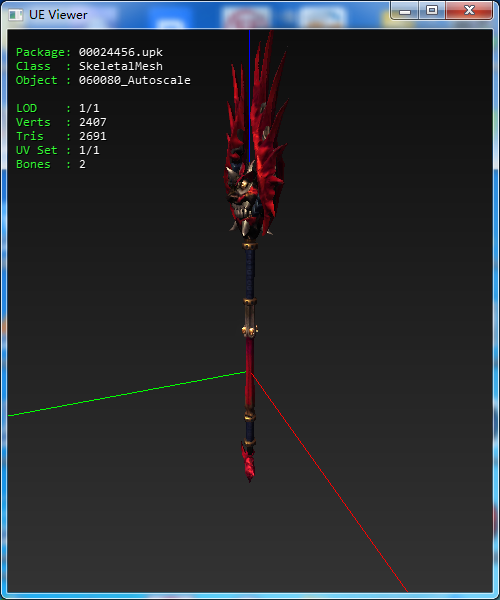 UE Viewer
Package: 00024456.upk
Class : SkeletalMesh
Object : 060080_Autoscale
LOD : 1/1
Verts : 2407
Tris : 2691
UV Set : 1/1
Bones : 2